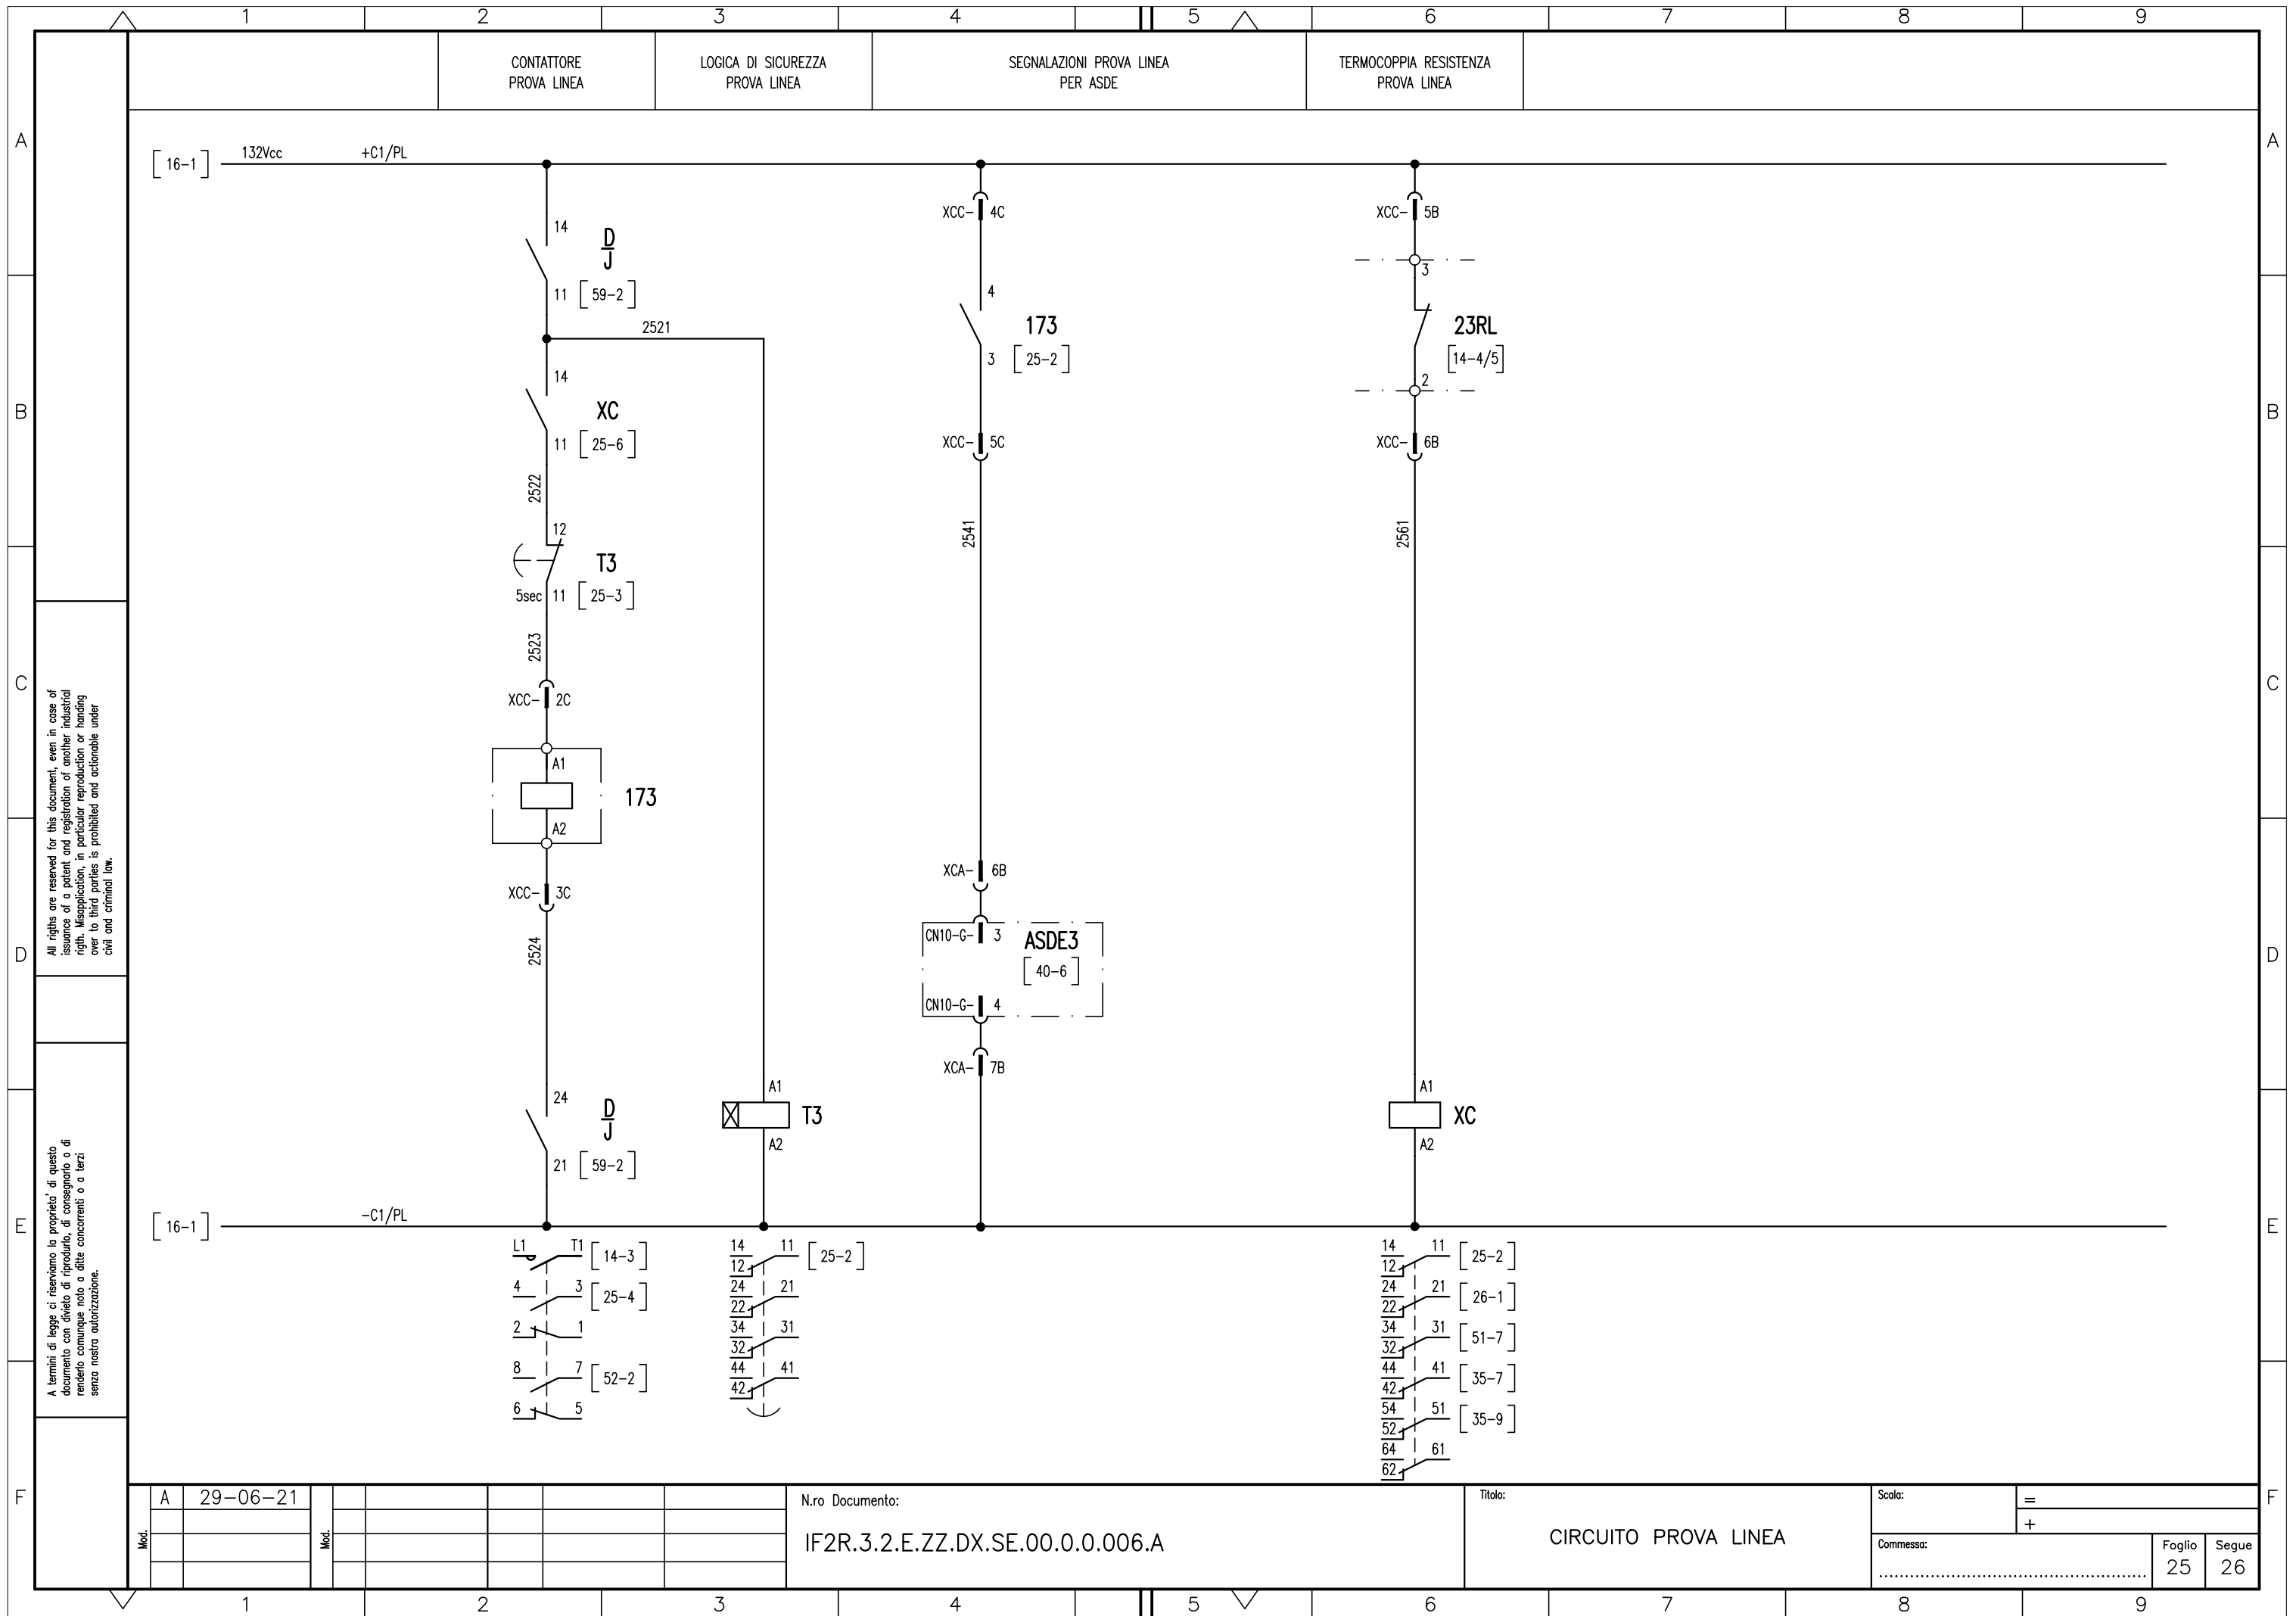 1 2 3 4 5 6 7 8 9
CONTATTORE
PROVA LINEA
LOGICA DI SICUREZZA
PROVA LINEA
SEGNALAZIONI PROVA LINEA
PER ASDE
TERMOCOPPIA RESISTENZA
PROVA LINEA
A A
[ 16-1 ] 132Vcc +C1/PL
14
D
J
11 [ 59-2 ]
2521
14
XC
11 [ 25-6 ]
2522
12
T3
5sec 11 [ 25-3 ]
2523
XCC- 2C
A1
173
A2
XCC- 3C
2524
24
D
J
21 [ 59-2 ]
A1
T3
A2
XCC- 4C
4
173
3 [ 25-2 ]
XCC- 5C
2541
XCA- 6B
CN10-G- 3 ASDE3
[ 40-6 ]
CN10-G- 4
XCA- 7B
XCC- 5B
3
23RL
[14-4/5]
2
XCC- 6B
2561
A1
XC
A2
B B
C C
D D
E E
F F
[ 16-1 ] -C1/PL
L1 T1 [ 14-3 ]
4 3 [ 25-4 ]
2 1
8 7 [ 52-2 ]
6 5
14 11 [ 25-2 ]
12
24 21
22
34 31
32
44 41
42
14 11 [ 25-2 ]
12
24 21 [ 26-1 ]
22
34 31 [ 51-7 ]
32
44 41 [ 35-7 ]
42
54 51 [ 35-9 ]
52
64 61
62
All rigths are reserved for this document, even in case of
issuance of a patent and registration of another industrial
rigth. Misapplication, in particular reproduction or handing
over to third parties is prohibited and actionable under
civil and criminal law.
A termini di legge ci riserviamo la proprieta' di questo
documento con divieto di riprodurlo, di consegnarlo o di
renderlo comunque noto a ditte concorrenti o a terzi
senza nostra autorizzazione.
Mod. A 29-06-21
Mod.
N.ro Documento:
IF2R.3.2.E.ZZ.DX.SE.00.0.0.006.A
Titolo:
CIRCUITO PROVA LINEA
Scala:
=
+
Commessa:
..................................................
Foglio
25
Segue
26
1 2 3 4 5 6 7 8 9